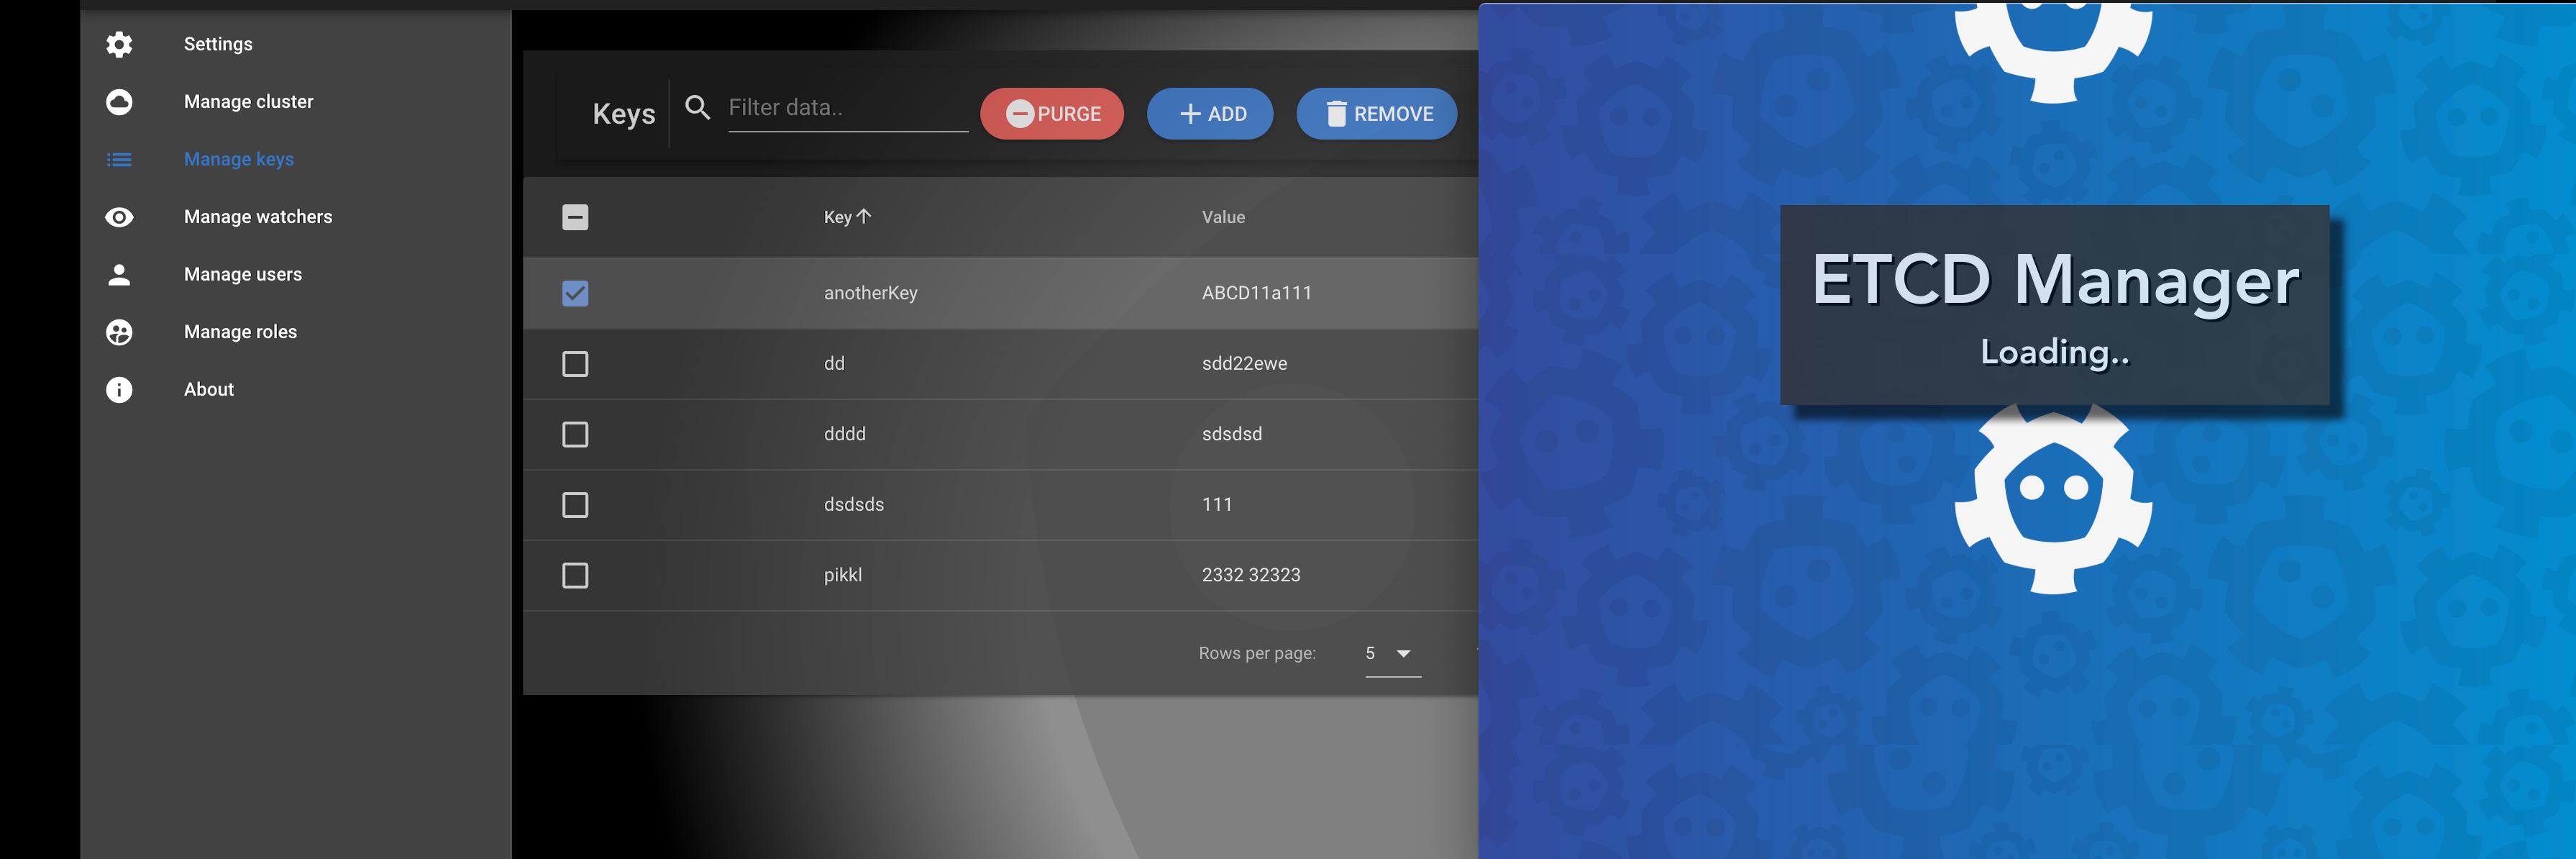 Settings
Manage cluster
Manage keys
Manage watchers
Manage users
Manage roles
About
Keys
Filter data..
PURGE
ADD
REMOVE
Key Value
anotherKey ABCD11a111
dd sdd22ewe
dddd sdsdsd
dsdsds 111
pikkl 2332 32323
Rows per page: 5
ETCD Manager
Loading..